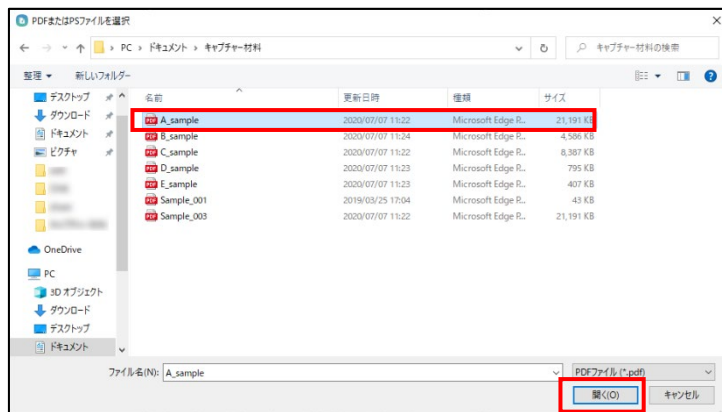 PDFまたはPSファイルを選択
PC › ドキュメント › キャプチャー材料
キャプチャー材料の検索
整理 新しいフォルダー
名前 更新日時 種類 サイズ
デスクトップ
ダウンロード
ドキュメント
ピクチャ
OneDrive
PC
3D オブジェクト
ダウンロード
デスクトップ
ドキュメント
A_sample 2020/07/07 11:22 Microsoft Edge P... 21,191 KB
B_sample 2020/07/07 11:24 Microsoft Edge P... 4,586 KB
C_sample 2020/07/07 11:22 Microsoft Edge P... 8,387 KB
D_sample 2020/07/07 11:23 Microsoft Edge P... 795 KB
E_sample 2020/07/07 11:23 Microsoft Edge P... 407 KB
Sample_001 2019/03/25 17:04 Microsoft Edge P... 43 KB
Sample_003 2020/07/07 11:22 Microsoft Edge P... 21,191 KB
ファイル名(N): A_sample PDFファイル (*.pdf)
開く(O) キャンセル